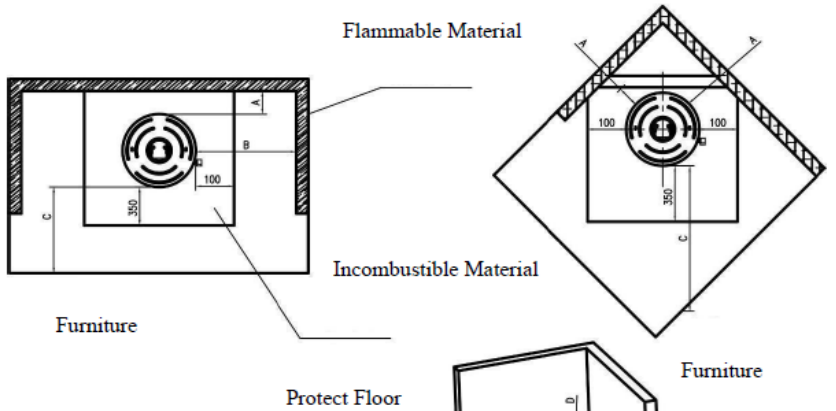 Flammable Material
A
A
A
B
100
100
100
350
350
C
C
Incombustible Material
Furniture
Furniture
Protect Floor
D